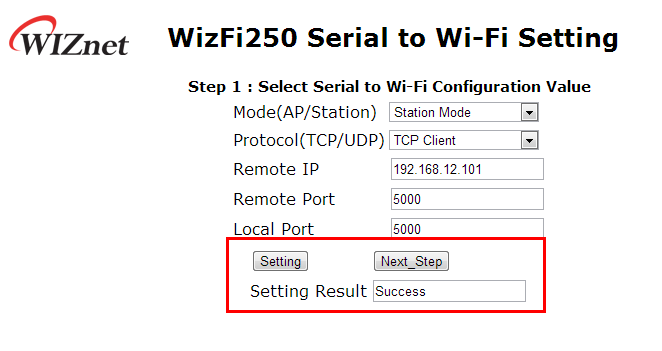 WIZnet
WizFi250 Serial to Wi-Fi Setting
Step 1 : Select Serial to Wi-Fi Configuration Value
Mode(AP/Station) Station Mode
Protocol(TCP/UDP) TCP Client
Remote IP 192.168.12.101
Remote Port 5000
Local Port 5000
Setting Next_Step
Setting Result Success